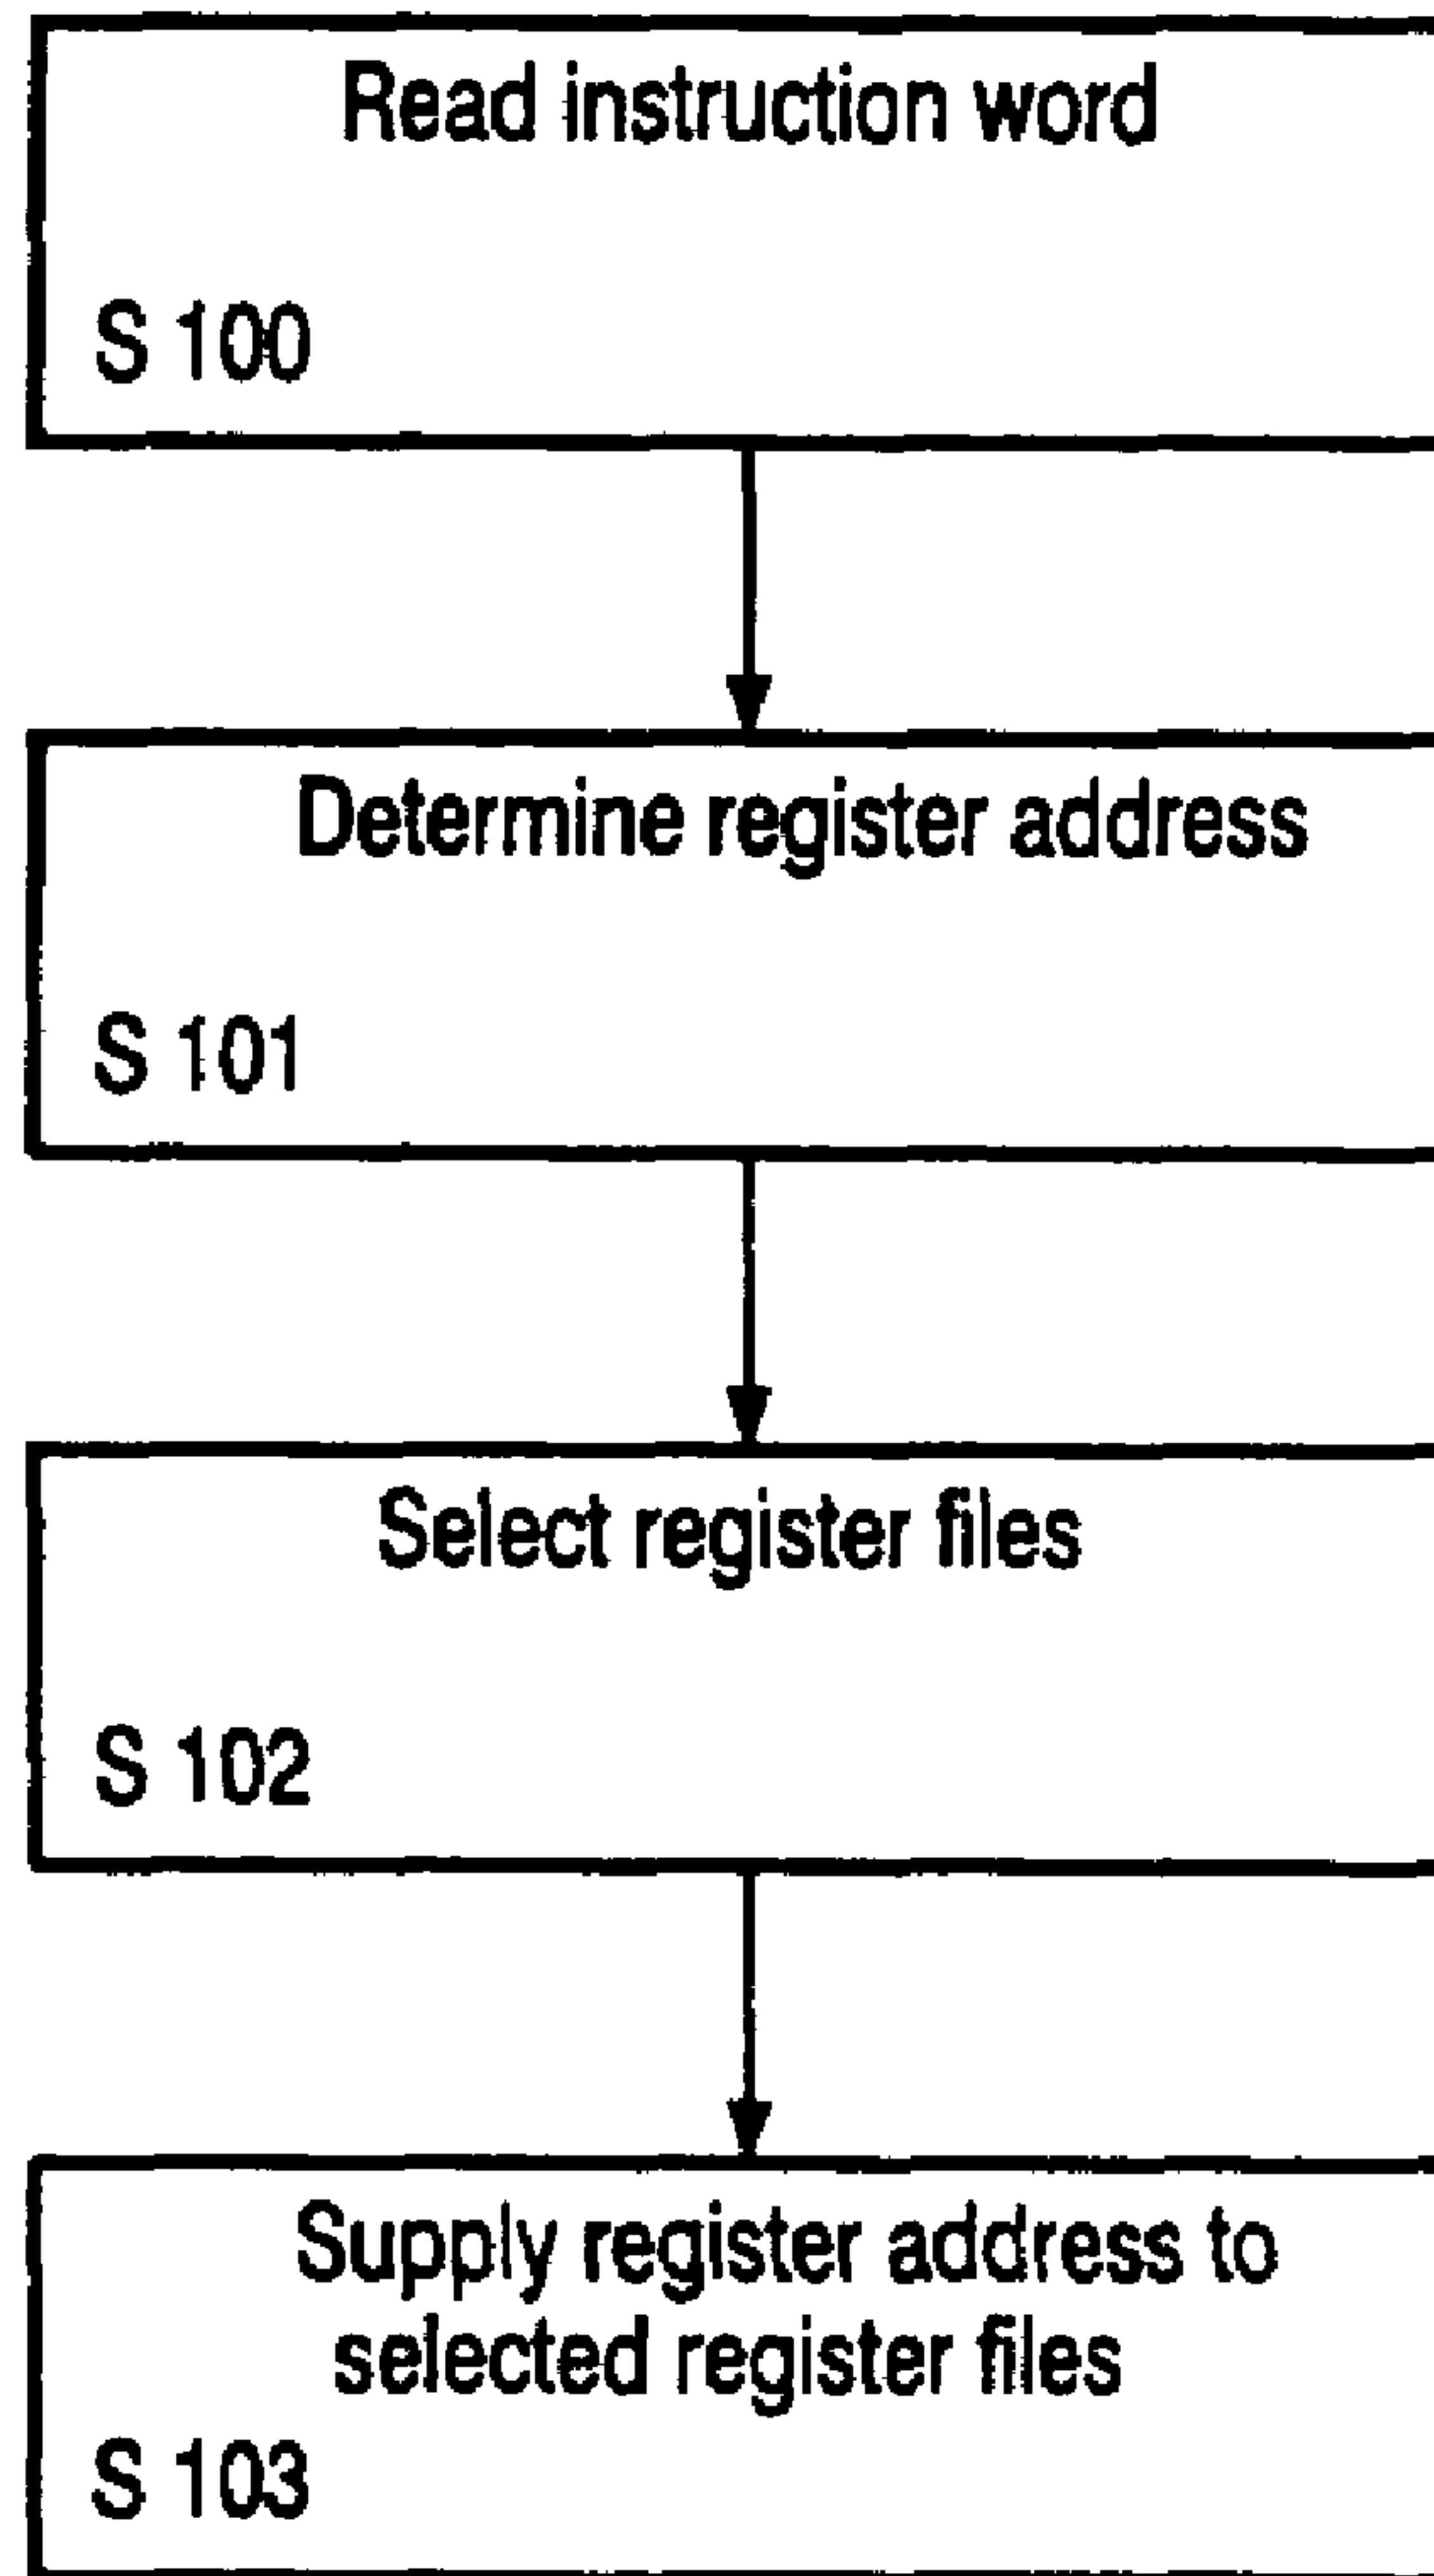 Read instruction word
S 100
Determine register address
S 101
Select register files
S 102
Supply register address to
selected register files
S 103